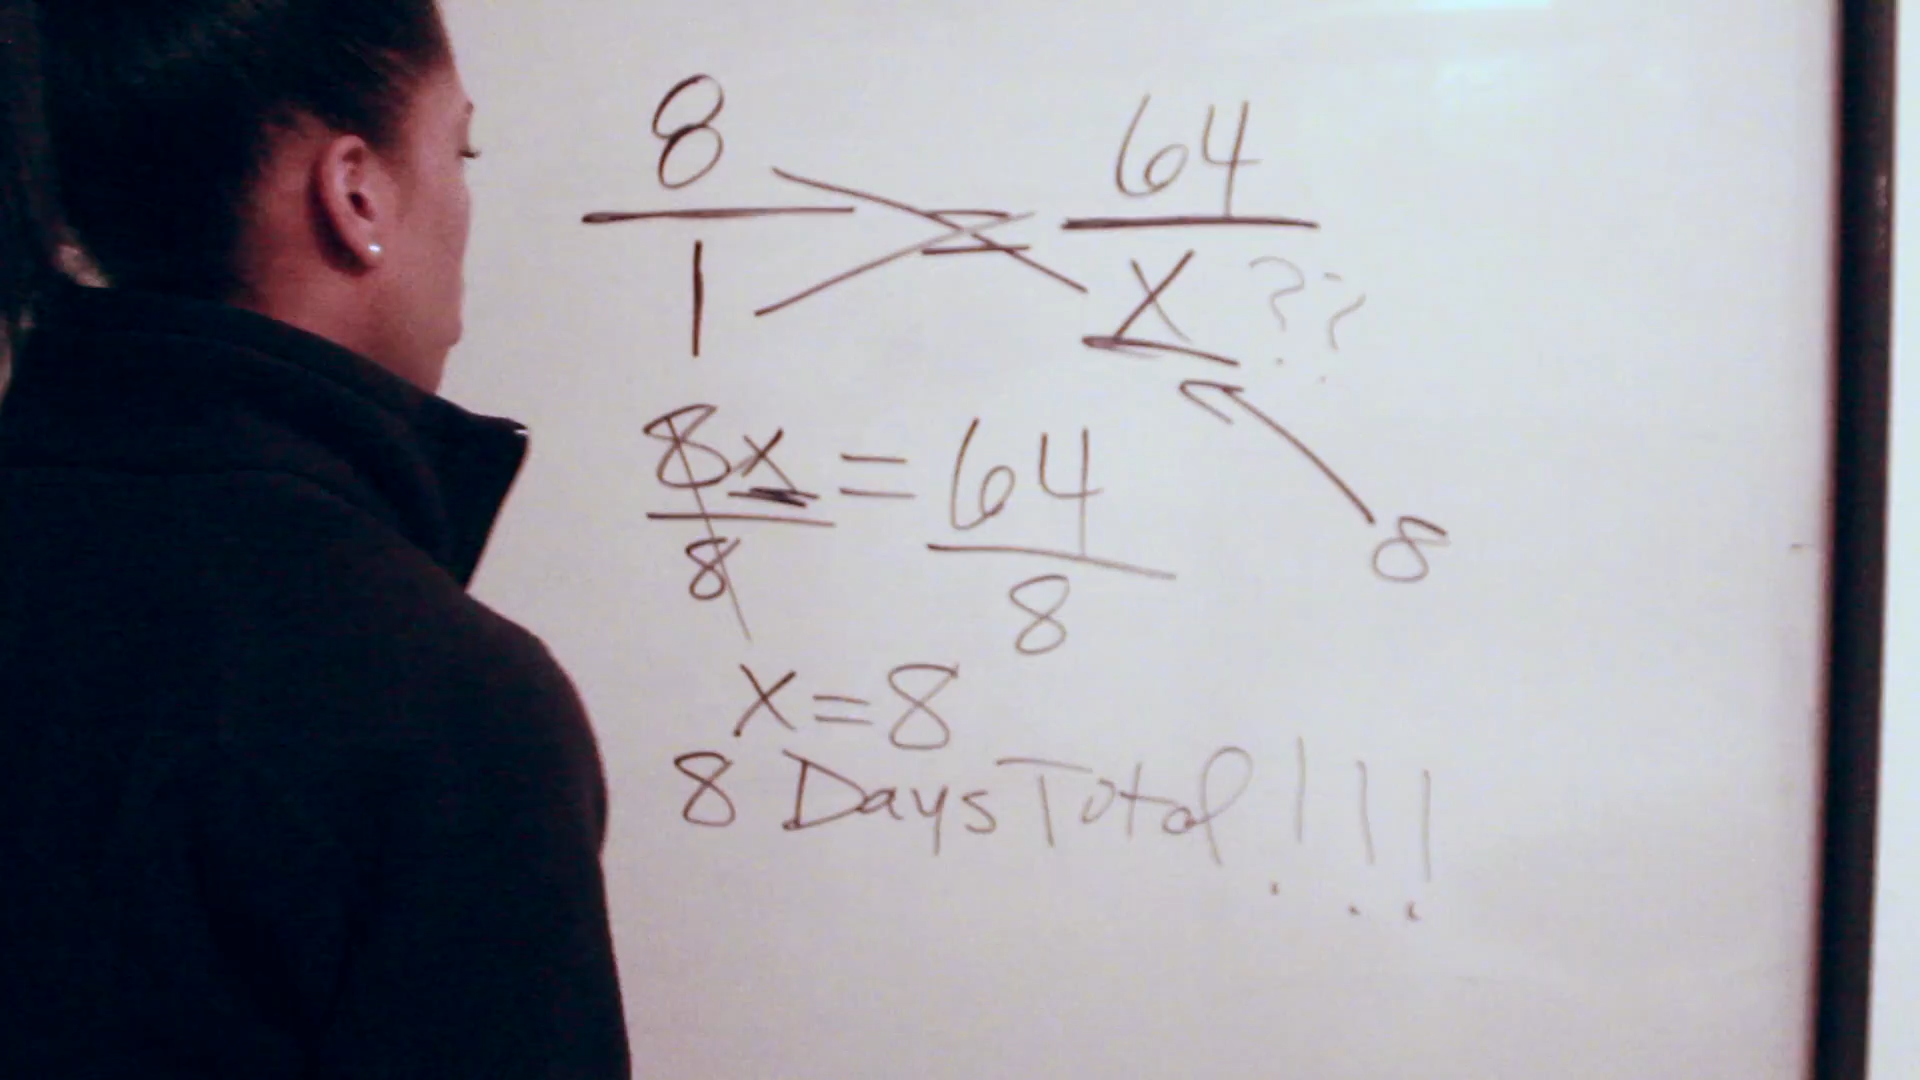 8 = 64
1 X ??
8x = 64
8 8
8
x=8
8 Days Total!!!